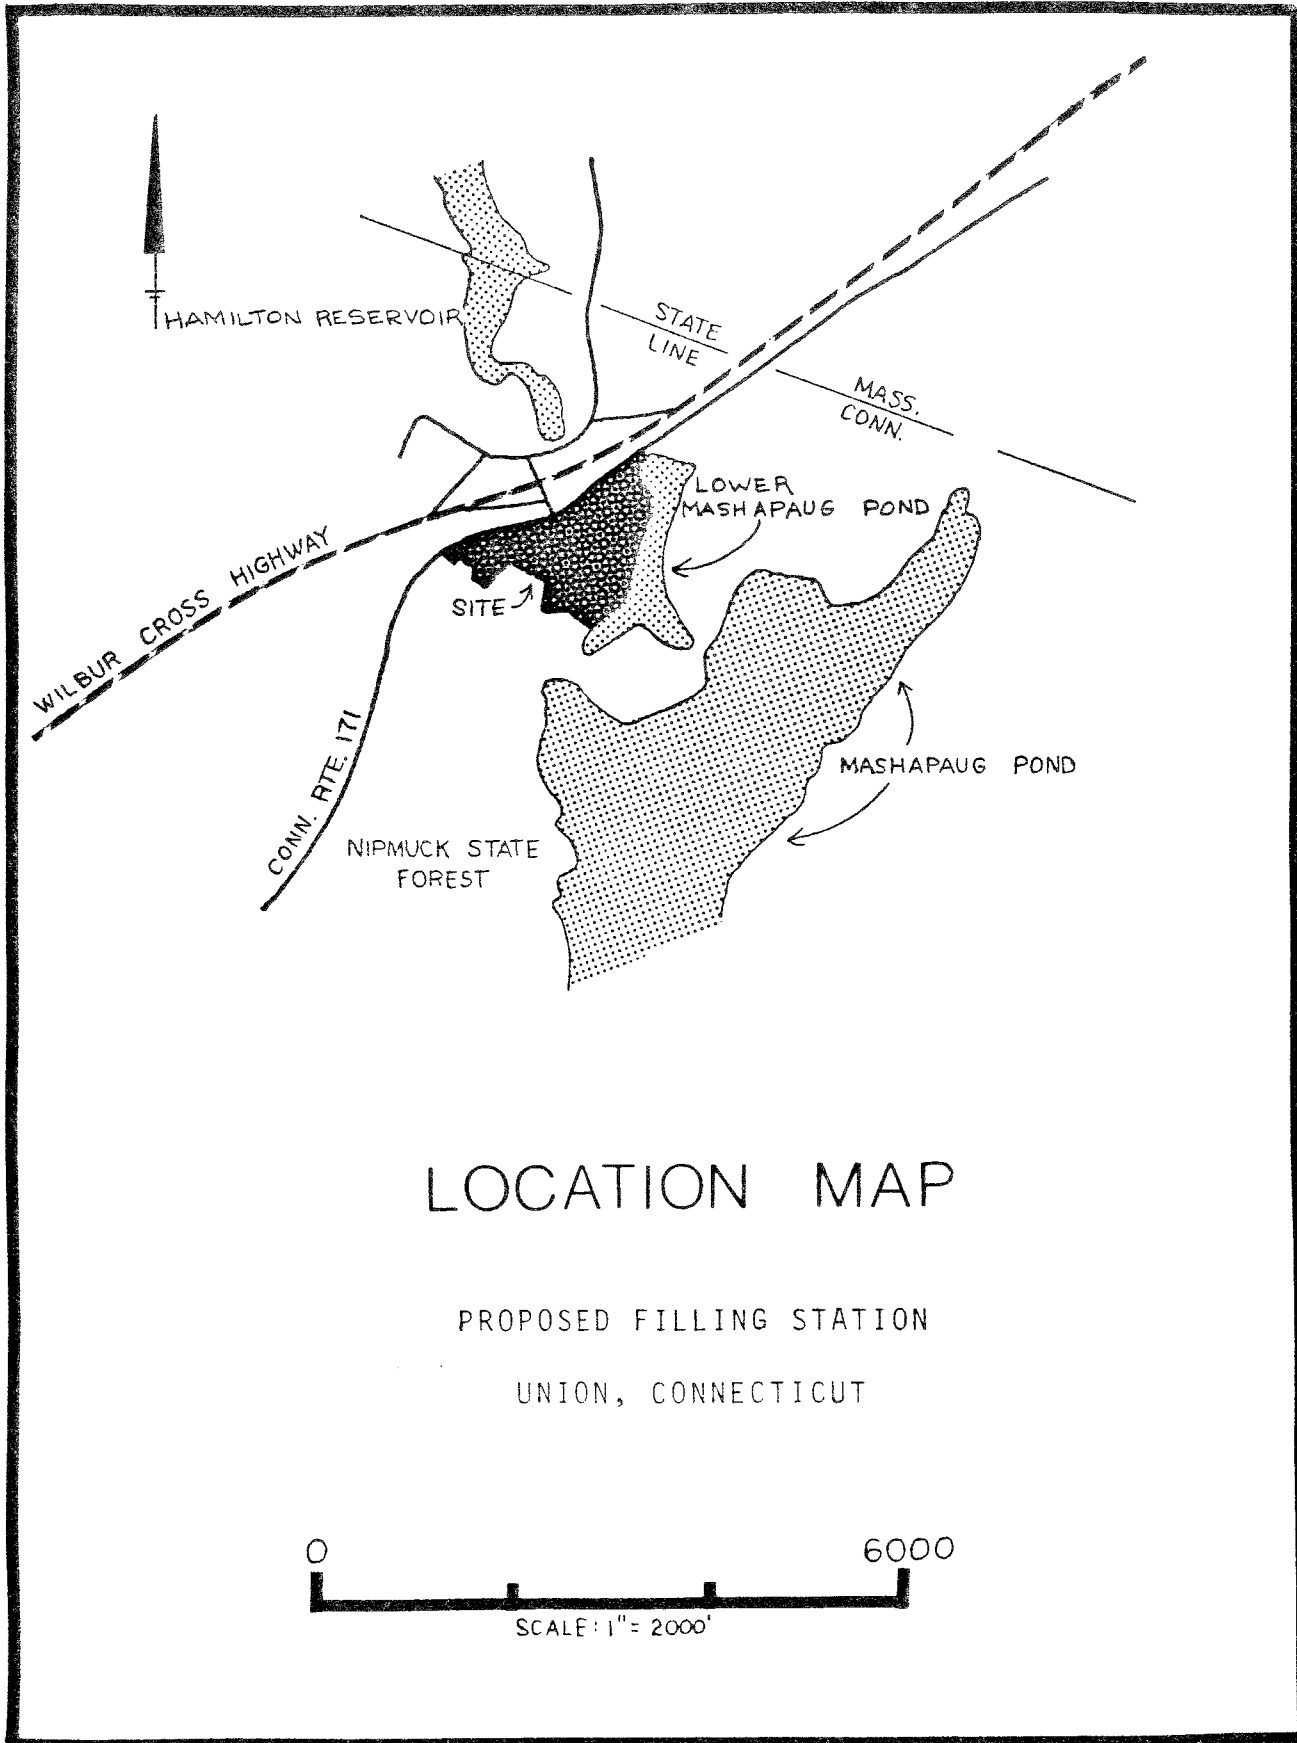 HAMILTON RESERVOIR
STATE
LINE
MASS.
CONN.
LOWER
MASHAPAUG POND
WILBUR CROSS HIGHWAY
SITE
CONN. RTE. 171
MASHAPAUG POND
NIPMUCK STATE
FOREST
LOCATION MAP
PROPOSED FILLING STATION
UNION, CONNECTICUT
0 6000
SCALE: 1"= 2000'